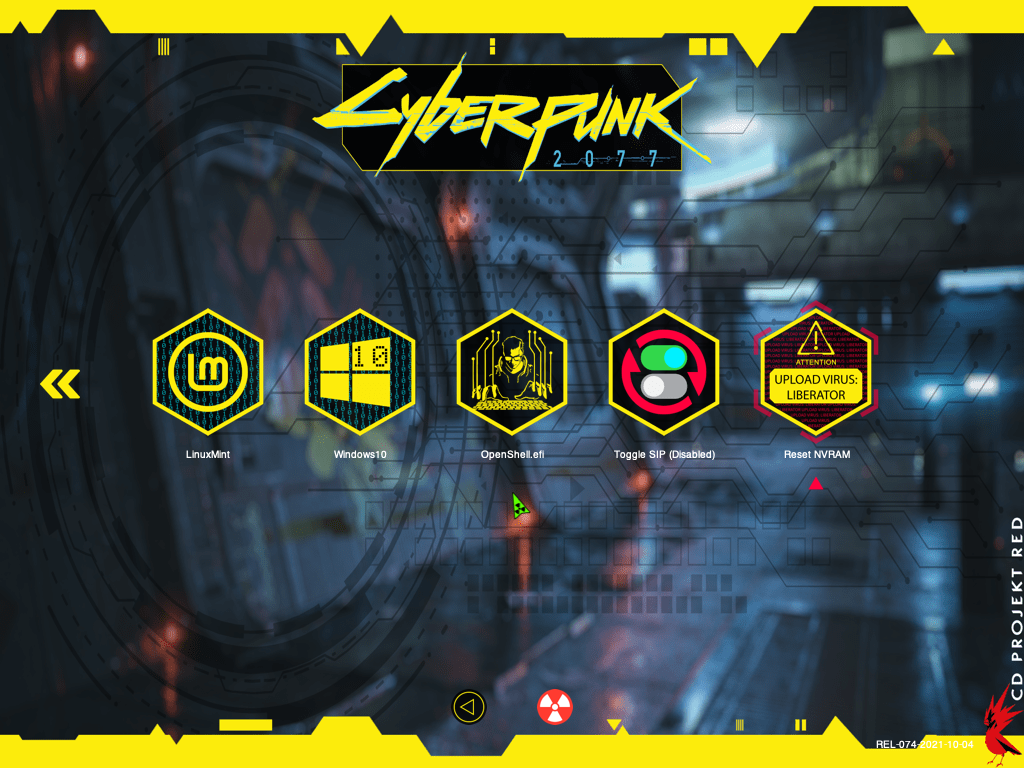 CYBERPUNK
2077
10
ATTENTION
UPLOAD VIRUS:
LIBERATOR
LinuxMint
Windows10
OpenShell.efi
Toggle SIP (Disabled)
Reset NVRAM
CD PROJEKT RED
REL-074-2021-10-04